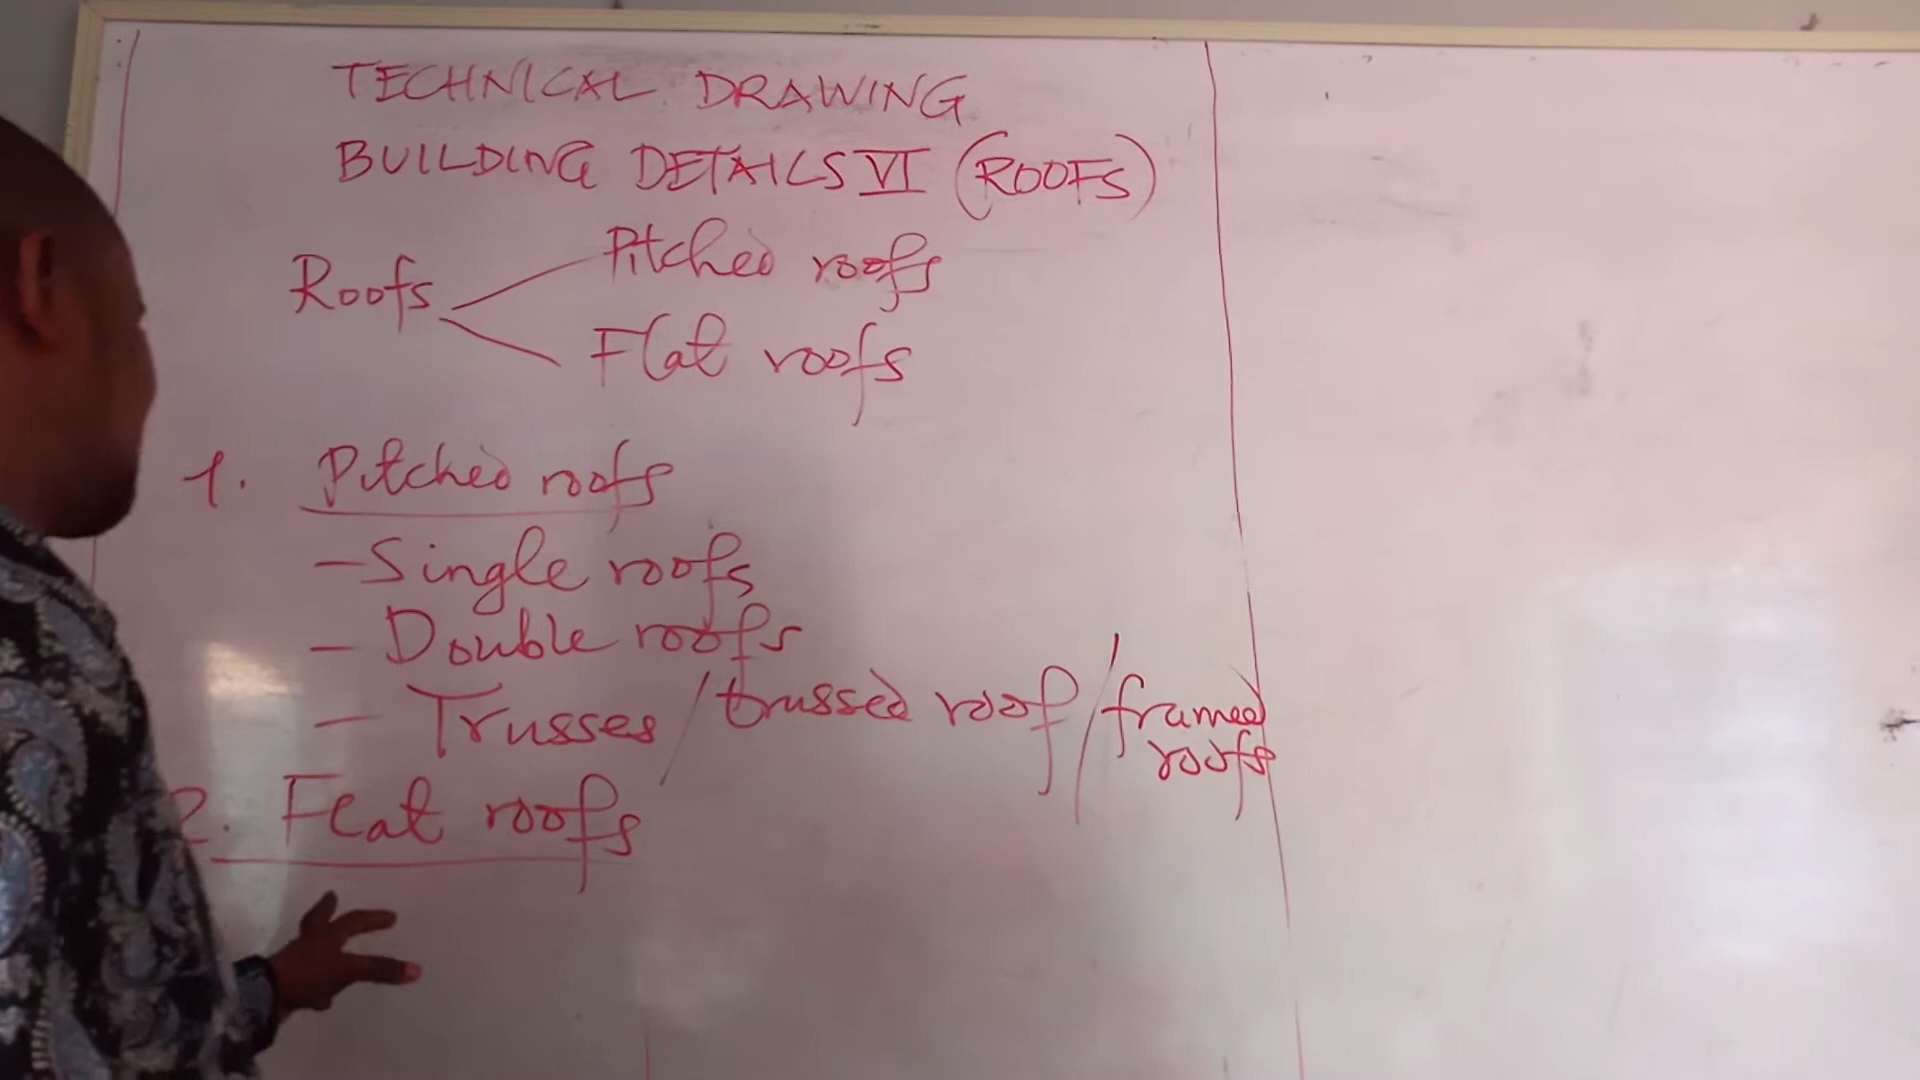 TECHNICAL DRAWING
BUILDING DETAILS VI (ROOFS)
Roofs
Pitched roofs
Flat roofs
1. Pitched roofs
- Single roofs
- Double roofs
- Trusses / trussed roof / framed
roofs
2. Flat roofs